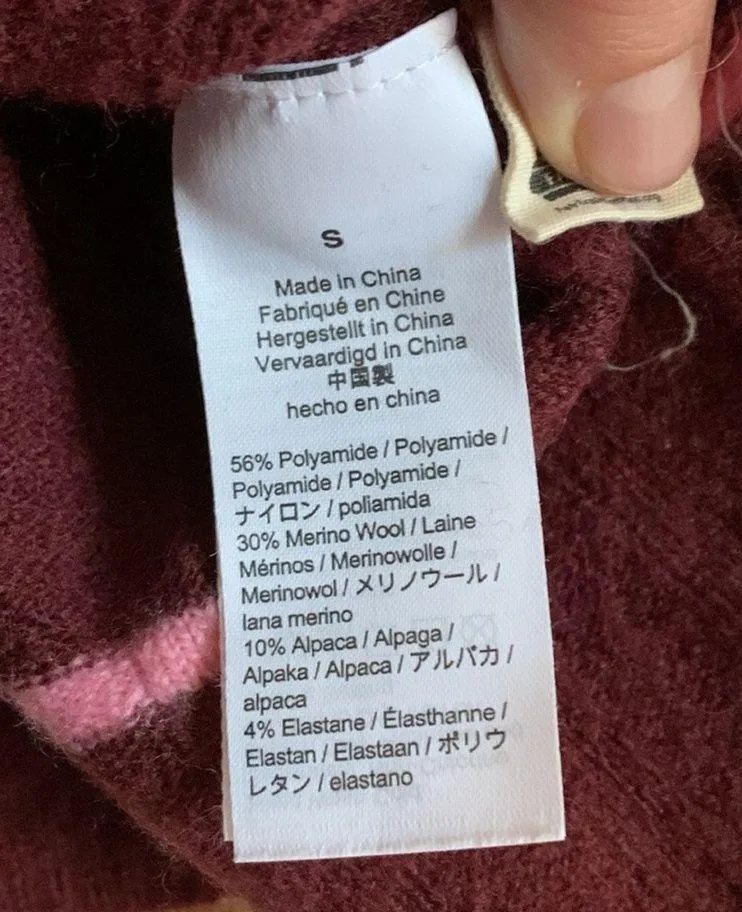 S
Made in China
Fabriqué en Chine
Hergestellt in China
Vervaardigd in China
中国製
hecho en china
56% Polyamide / Polyamide /
Polyamide / Polyamide /
ナイロン / poliamida
30% Merino Wool / Laine
Mérinos / Merinowolle /
Merinowol / メリノウール /
lana merino
10% Alpaca / Alpaga /
Alpaka / Alpaca / アルパカ /
alpaca
4% Elastane / Élasthanne /
Elastan / Elastaan / ポリウ
レタン / elastano